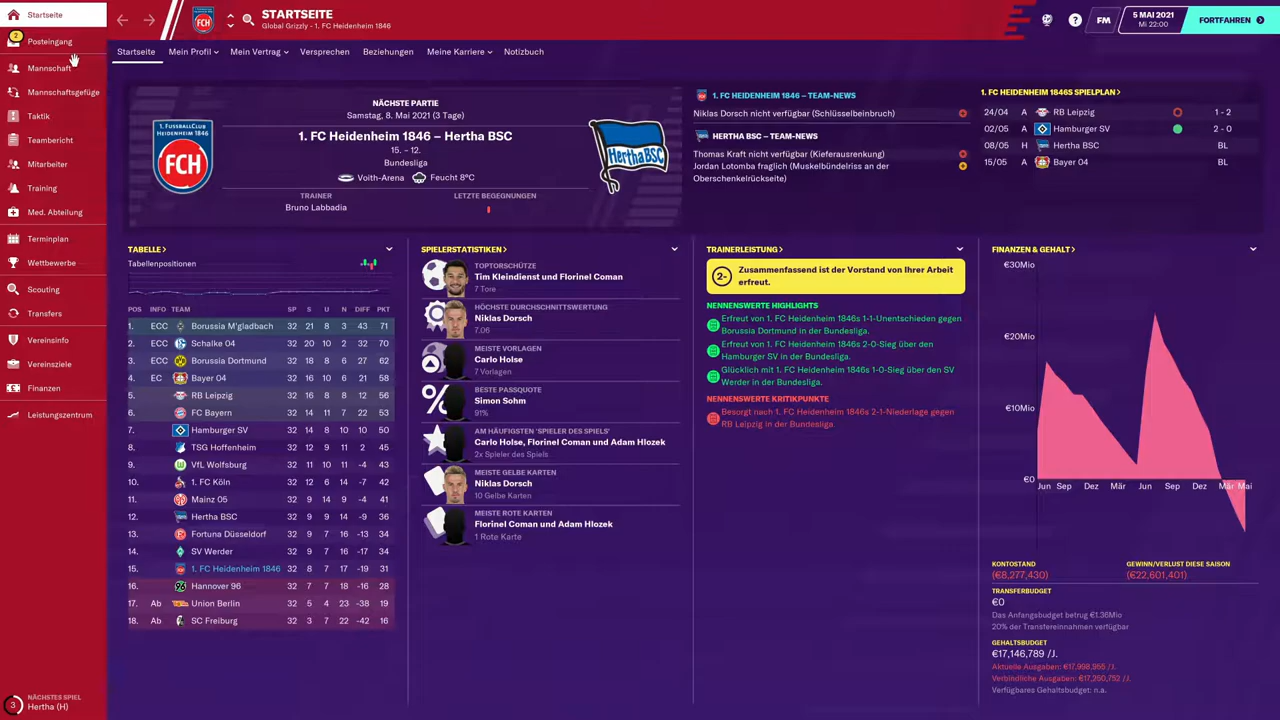 Startseite
2
Posteingang
Mannschaft
Mannschaftsgefüge
Taktik
Teambericht
Mitarbeiter
Training
Med. Abteilung
Terminplan
Wettbewerbe
Scouting
Transfers
Vereinsinfo
Vereinsziele
Finanzen
Leistungszentrum
3
NÄCHSTES SPIEL
Hertha (H)
FCH
STARTSEITE
Global Grizzly - 1. FC Heidenheim 1846
?
FM
5 MAI 2021
Mi 22:00
FORTFAHREN
Startseite Mein Profil Mein Vertrag Versprechen Beziehungen Meine Karriere Notizbuch
1. FUSSBALLCLUB
HEIDENHEIM 1846
FCH
NÄCHSTE PARTIE
Samstag, 8. Mai 2021 (3 Tage)
1. FC Heidenheim 1846 – Hertha BSC
15. – 12.
Bundesliga
Voith-Arena Feucht 8°C
TRAINER
Bruno Labbadia
LETZTE BEGEGNUNGEN
Hertha BSC
1. FC HEIDENHEIM 1846 – TEAM-NEWS
Niklas Dorsch nicht verfügbar (Schlüsselbeinbruch)
HERTHA BSC – TEAM-NEWS
Thomas Kraft nicht verfügbar (Kieferausrenkung)
Jordan Lotomba fraglich (Muskelbündelriss an der
Oberschenkelrückseite)
1. FC HEIDENHEIM 1846S SPIELPLAN
24/04 A RB Leipzig 1 - 2
02/05 A Hamburger SV 2 - 0
08/05 H Hertha BSC BL
15/05 A Bayer 04 BL
TABELLE
Tabellenpositionen
POS INFO TEAM SP S U N DIFF PKT
1. ECC Borussia M'gladbach 32 21 8 3 43 71
2. ECC Schalke 04 32 20 10 2 32 70
3. ECC Borussia Dortmund 32 18 8 6 27 62
4. EC Bayer 04 32 16 10 6 21 58
5. RB Leipzig 32 16 8 8 12 56
6. FC Bayern 32 14 11 7 22 53
7. Hamburger SV 32 14 8 10 10 50
8. TSG Hoffenheim 32 12 9 11 2 45
9. VfL Wolfsburg 32 11 10 11 -4 43
10. 1. FC Köln 32 12 6 14 -7 42
11. Mainz 05 32 9 14 9 -4 41
12. Hertha BSC 32 9 9 14 -9 36
13. Fortuna Düsseldorf 32 9 7 16 -13 34
14. SV Werder 32 9 7 16 -17 34
15. 1. FC Heidenheim 1846 32 8 7 17 -19 31
16. Hannover 96 32 7 7 18 -16 28
17. Ab Union Berlin 32 5 4 23 -38 19
18. Ab SC Freiburg 32 3 7 22 -42 16
SPIELERSTATISTIKEN
TOPTORSCHÜTZE
Tim Kleindienst und Florinel Coman
7 Tore
HÖCHSTE DURCHSCHNITTSWERTUNG
Niklas Dorsch
7.06
MEISTE VORLAGEN
Carlo Holse
7 Vorlagen
BESTE PASSQUOTE
Simon Sohm
91%
AM HÄUFIGSTEN 'SPIELER DES SPIELS'
Carlo Holse, Florinel Coman und Adam Hlozek
2x Spieler des Spiels
MEISTE GELBE KARTEN
Niklas Dorsch
10 Gelbe Karten
MEISTE ROTE KARTEN
Florinel Coman und Adam Hlozek
1 Rote Karte
TRAINERLEISTUNG
2-
Zusammenfassend ist der Vorstand von Ihrer Arbeit
erfreut.
NENNENSWERTE HIGHLIGHTS
Erfreut von 1. FC Heidenheim 1846s 1-1-Unentschieden gegen
Borussia Dortmund in der Bundesliga.
Erfreut von 1. FC Heidenheim 1846s 2-0-Sieg über den
Hamburger SV in der Bundesliga.
Glücklich mit 1. FC Heidenheim 1846s 1-0-Sieg über den SV
Werder in der Bundesliga.
NENNENSWERTE KRITIKPUNKTE
Besorgt nach 1. FC Heidenheim 1846s 2-1-Niederlage gegen
RB Leipzig in der Bundesliga.
FINANZEN & GEHALT
€30Mio
€20Mio
€10Mio
€0
Jun Sep Dez Mär Jun Sep Dez Mär Mai
KONTOSTAND
(€8,277,430)
GEWINN/VERLUST DIESE SAISON
(€22,601,401)
TRANSFERBUDGET
€0
Das Anfangsbudget betrug €1.36Mio
20% der Transfereinnahmen verfügbar
GEHALTSBUDGET
€17,146,789 /J.
Aktuelle Ausgaben: €17,998,955 /J.
Verbindliche Ausgaben: €17,250,752 /J.
Verfügbares Gehaltsbudget: n.a.